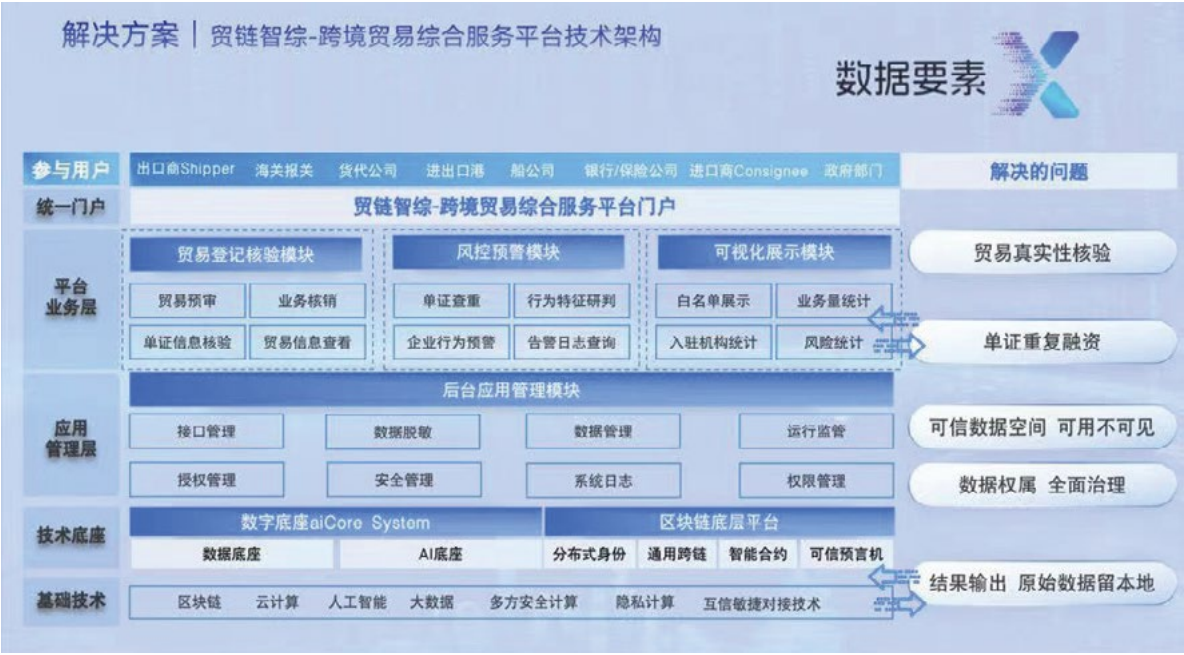 解决方案｜贸链智综-跨境贸易综合服务平台技术架构
数据要素 X
参与用户 出口商Shipper 海关报关 货代公司 进出口港 船公司 银行/保险公司 进口商Consignee 政府部门 解决的问题
统一门户 贸链智综-跨境贸易综合服务平台门户
平台
业务层
贸易登记核验模块 风控预警模块 可视化展示模块
贸易预审 业务核销 单证查重 行为特征研判 白名单展示 业务量统计
单证信息核验 贸易信息查看 企业行为预警 告警日志查询 入驻机构统计 风险统计
贸易真实性核验
单证重复融资
应用
管理层
后台应用管理模块
接口管理 数据脱敏 数据管理 运行监管
授权管理 安全管理 系统日志 权限管理
可信数据空间 可用不可见
数据权属 全面治理
技术底座
数字底座aiCore System 区块链底层平台
数据底座 AI底座 分布式身份 通用跨链 智能合约 可信预言机
基础技术 区块链 云计算 人工智能 大数据 多方安全计算 隐私计算 互信敏捷对接技术
结果输出 原始数据留本地